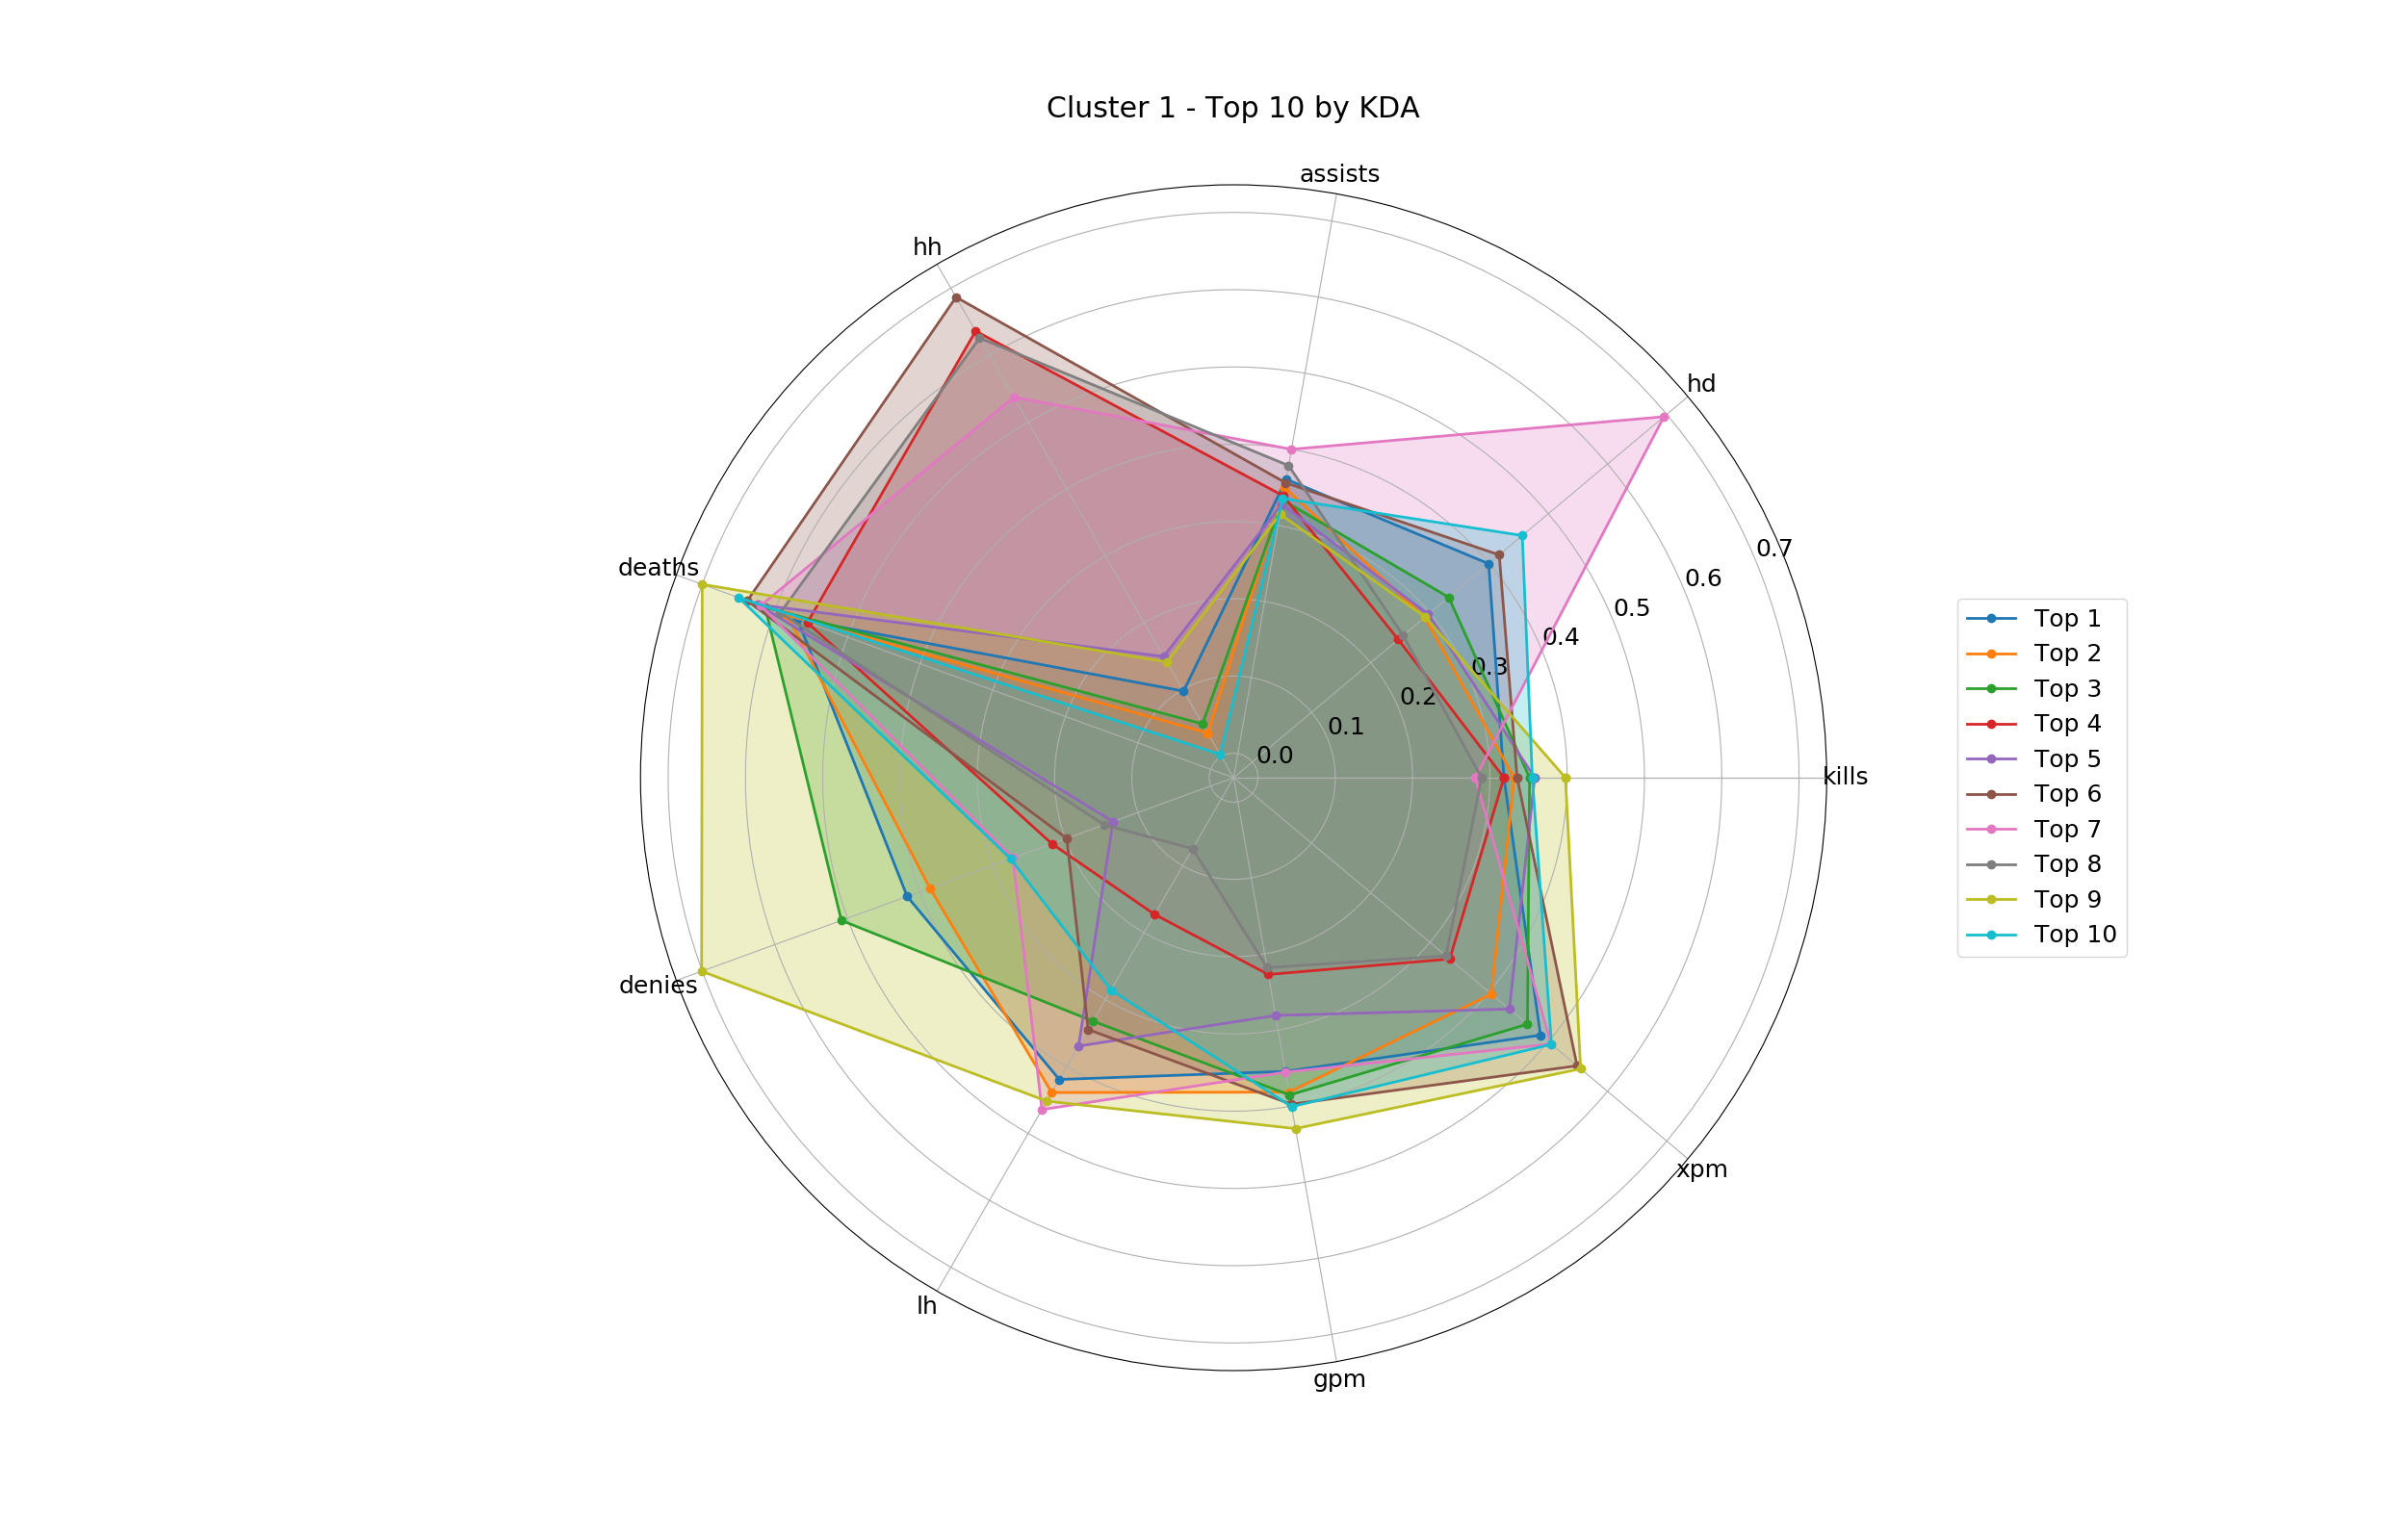 Cluster 1 - Top 10 by KDA
assists
hh
hd
deaths
0.7
0.6
0.5
0.4
0.3
0.2
0.1
0.0
kills
denies
xpm
lh
gpm
Top 1
Top 2
Top 3
Top 4
Top 5
Top 6
Top 7
Top 8
Top 9
Top 10